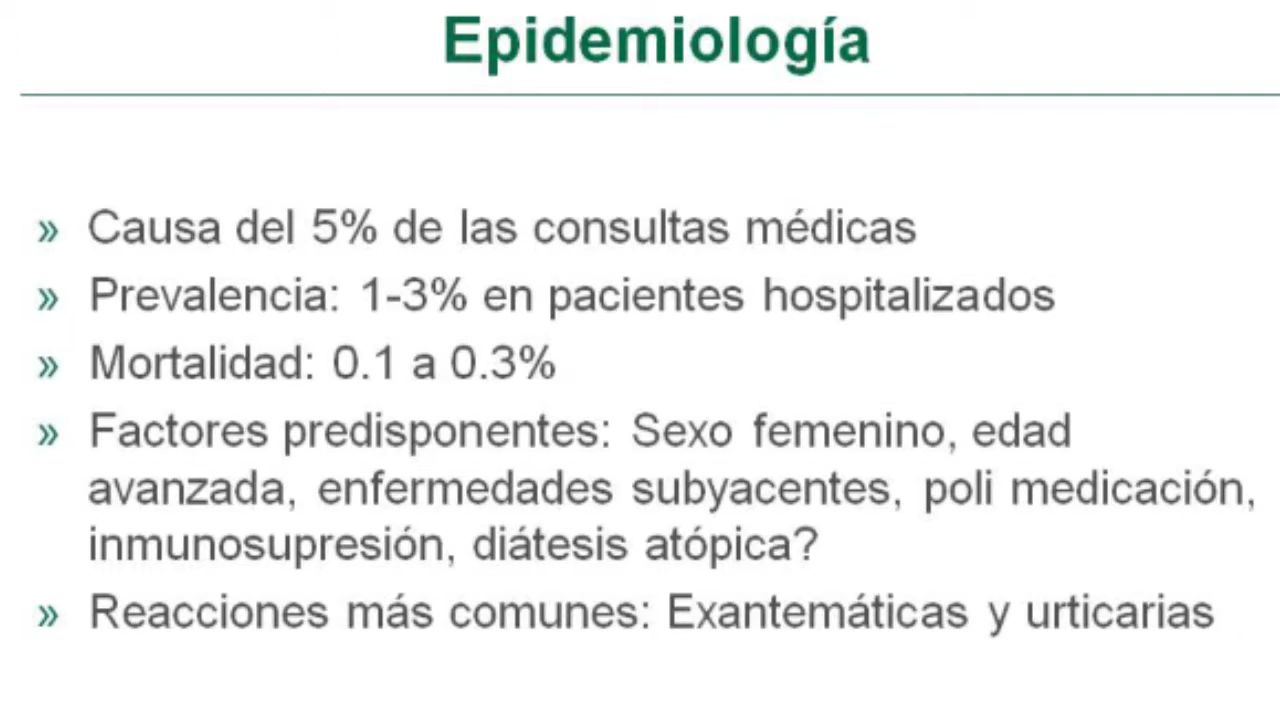 Epidemiología
» Causa del 5% de las consultas médicas
» Prevalencia: 1-3% en pacientes hospitalizados
» Mortalidad: 0.1 a 0.3%
» Factores predisponentes: Sexo femenino, edad
avanzada, enfermedades subyacentes, poli medicación,
inmunosupresión, diátesis atópica?
» Reacciones más comunes: Exantemáticas y urticarias